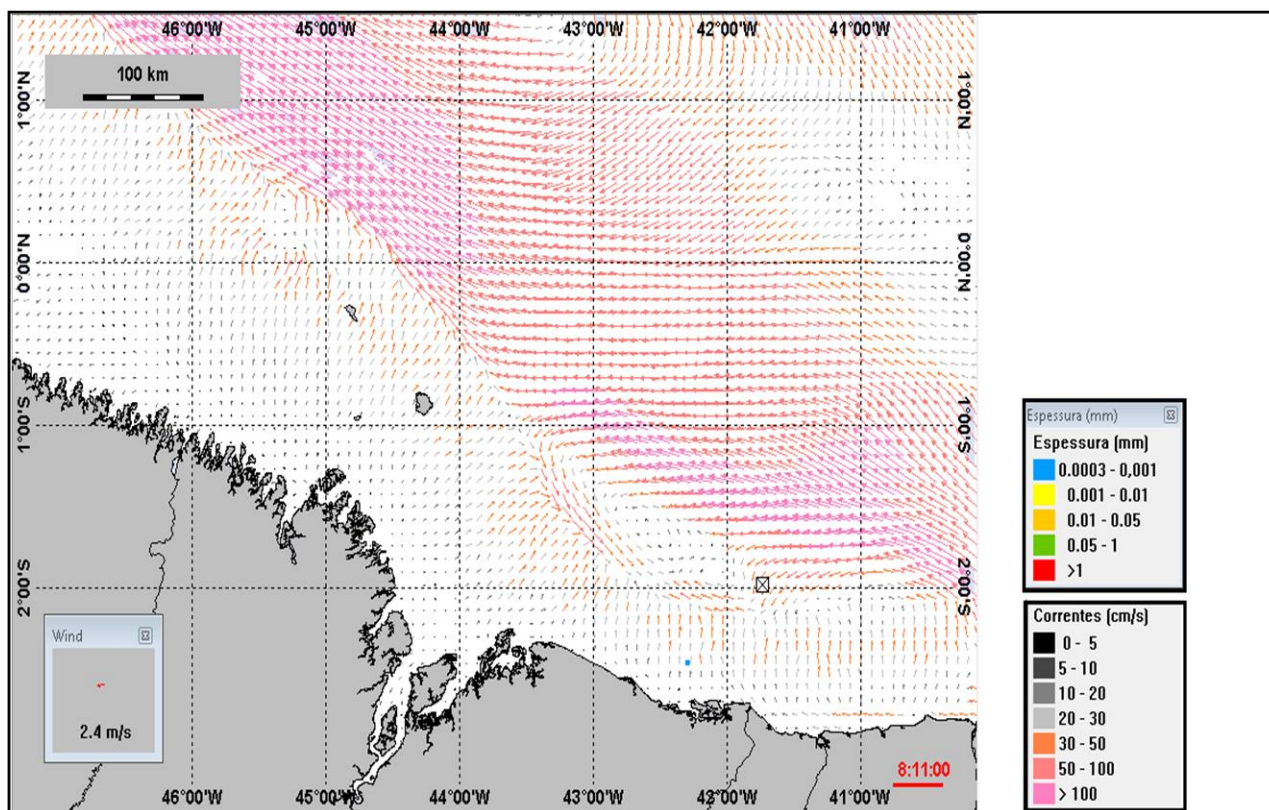 46°00'W 45°00'W 44°00'W 43°00'W 42°00'W 41°00'W
100 km
1°00'N 1°00'N
0°00'N 0°00'N
1°00'S 1°00'S
2°00'S 2°00'S
Wind
2.4 m/s
8:11:00
46°00'W 45°00'W 44°00'W 43°00'W 42°00'W 41°00'W
Espessura (mm)
Espessura (mm)
0.0003 - 0,001
0.001 - 0.01
0.01 - 0.05
0.05 - 1
>1
Correntes (cm/s)
0 - 5
5 - 10
10 - 20
20 - 30
30 - 50
50 - 100
> 100